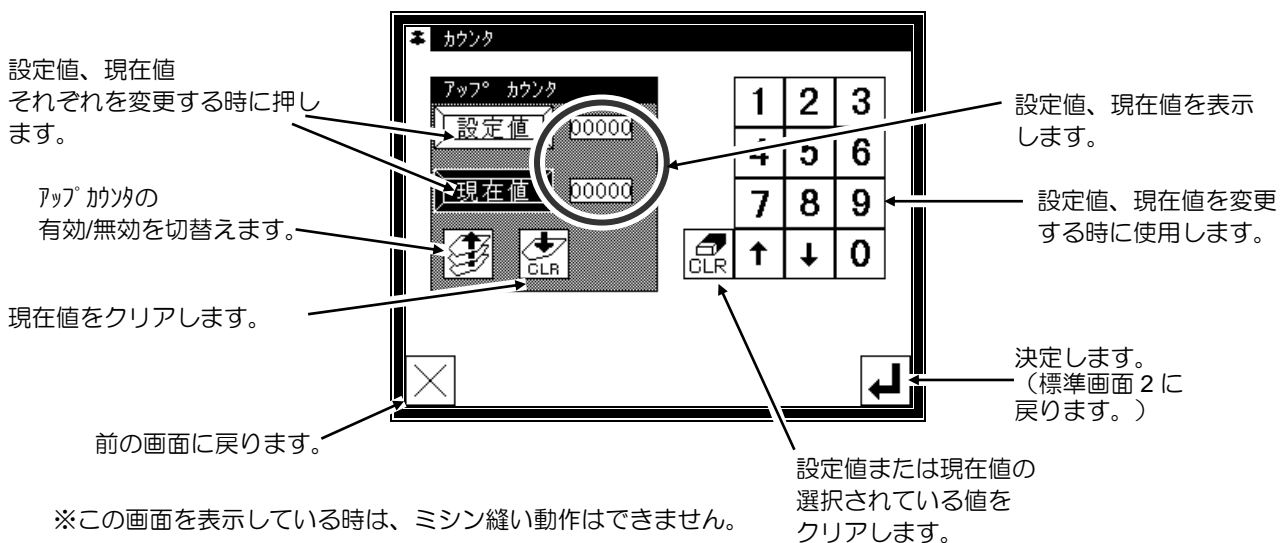 カウンタ
設定値、現在値
それぞれを変更する時に押し
ます。
アップ カウンタ
設定値 00000
現在値 00000
1 2 3
4 5 6
7 8 9
CLR ↑ ↓ 0
CLR
設定値、現在値を表示
します。
ｱｯﾌﾟｶｳﾝﾀの
有効/無効を切替えます。
設定値、現在値を変更
する時に使用します。
現在値をクリアします。
決定します。
（標準画面 2 に
戻ります。）
前の画面に戻ります。
設定値または現在値の
選択されている値を
クリアします。
※この画面を表示している時は、ミシン縫い動作はできません。